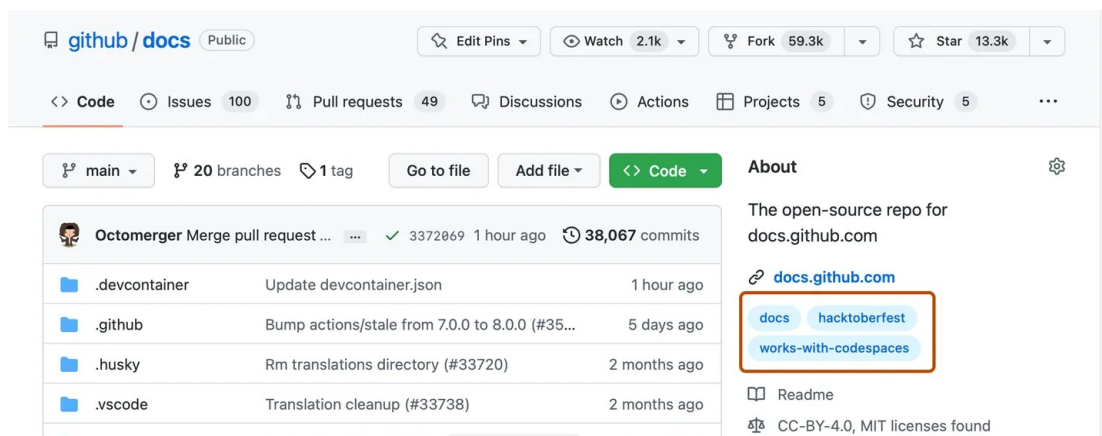 github / docs Public Edit Pins Watch 2.1k Fork 59.3k Star 13.3k
Code Issues 100 Pull requests 49 Discussions Actions Projects 5 Security 5 ...
main 20 branches 1 tag Go to file Add file Code
Octomerger Merge pull request ... ... 3372069 1 hour ago 38,067 commits
.devcontainer Update devcontainer.json 1 hour ago
.github Bump actions/stale from 7.0.0 to 8.0.0 (#35... 5 days ago
.husky Rm translations directory (#33720) 2 months ago
.vscode Translation cleanup (#33738) 2 months ago
About
The open-source repo for
docs.github.com
docs.github.com
docs hacktoberfest
works-with-codespaces
Readme
CC-BY-4.0, MIT licenses found